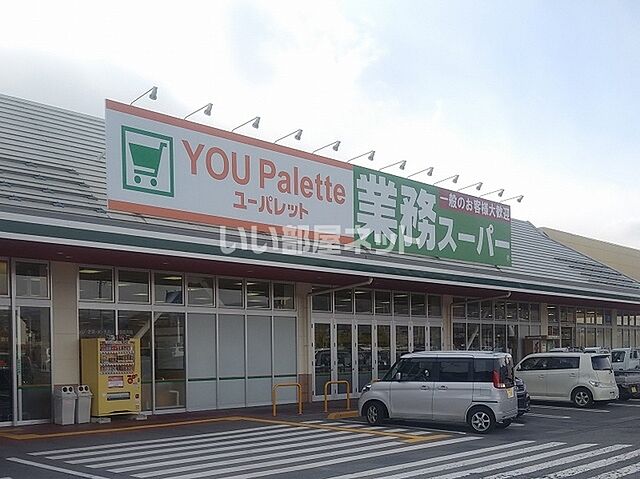 YOU Palette
ユーパレット
業務スーパー
一般のお客様大歓迎
いい部屋ネット